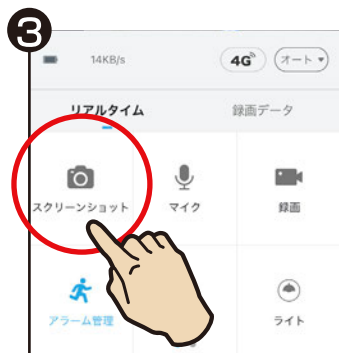 3
14KB/s 4G オート
リアルタイム 録画データ
スクリーンショット マイク 録画
アラーム管理 ライト